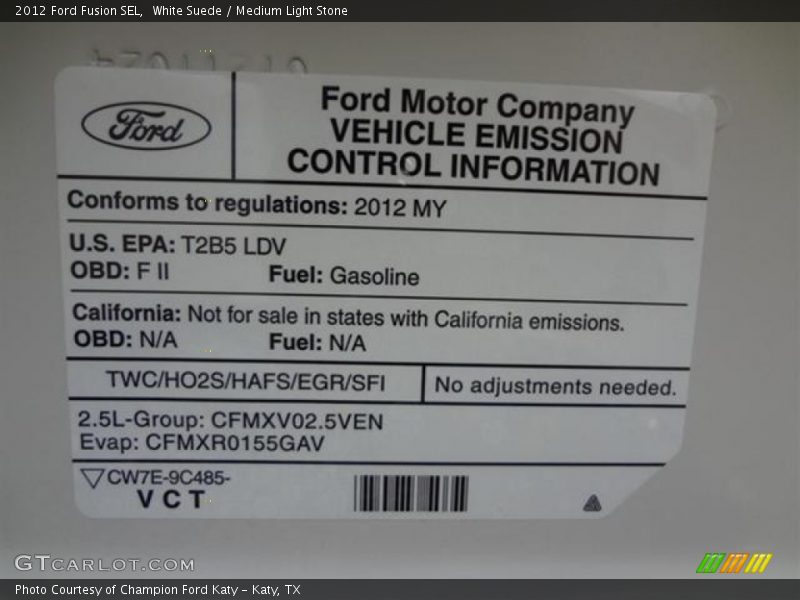 2012 Ford Fusion SEL,  White Suede / Medium Light Stone
Ford
Ford Motor Company
VEHICLE EMISSION
CONTROL INFORMATION
Conforms to regulations: 2012 MY
U.S. EPA: T2B5 LDV
OBD: F II Fuel: Gasoline
California: Not for sale in states with California emissions.
OBD: N/A Fuel: N/A
TWC/HO2S/HAFS/EGR/SFI
No adjustments needed.
2.5L-Group: CFMXV02.5VEN
Evap: CFMXR0155GAV
CW7E-9C485-
VCT
GTCARLOT.COM
Photo Courtesy of Champion Ford Katy – Katy, TX